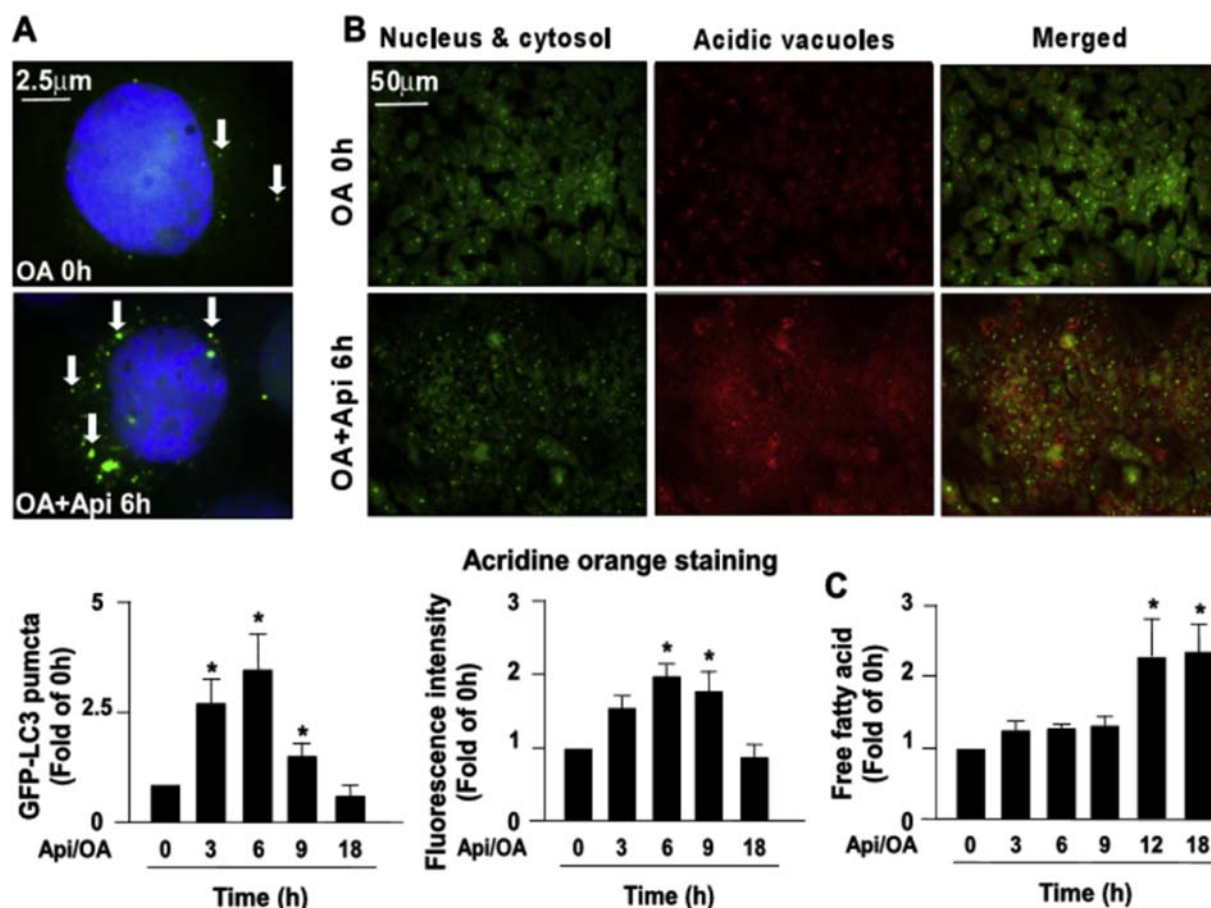 A
B
Nucleus & cytosol
Acidic vacuoles
Merged
2.5μm
50μm
OA 0h
OA 0h
OA+Api 6h
OA+Api 6h
Acridine orange staining
C
GFP-LC3 pumcta
(Fold of 0h)
5
2.5
0
* * *
Api/OA 0 3 6 9 18
Time (h)
Fluorescence intensity
(Fold of 0h)
3
2
1
0
* *
Api/OA 0 3 6 9 18
Time (h)
Free fatty acid
(Fold of 0h)
3
2
1
0
* *
Api/OA 0 3 6 9 12 18
Time (h)